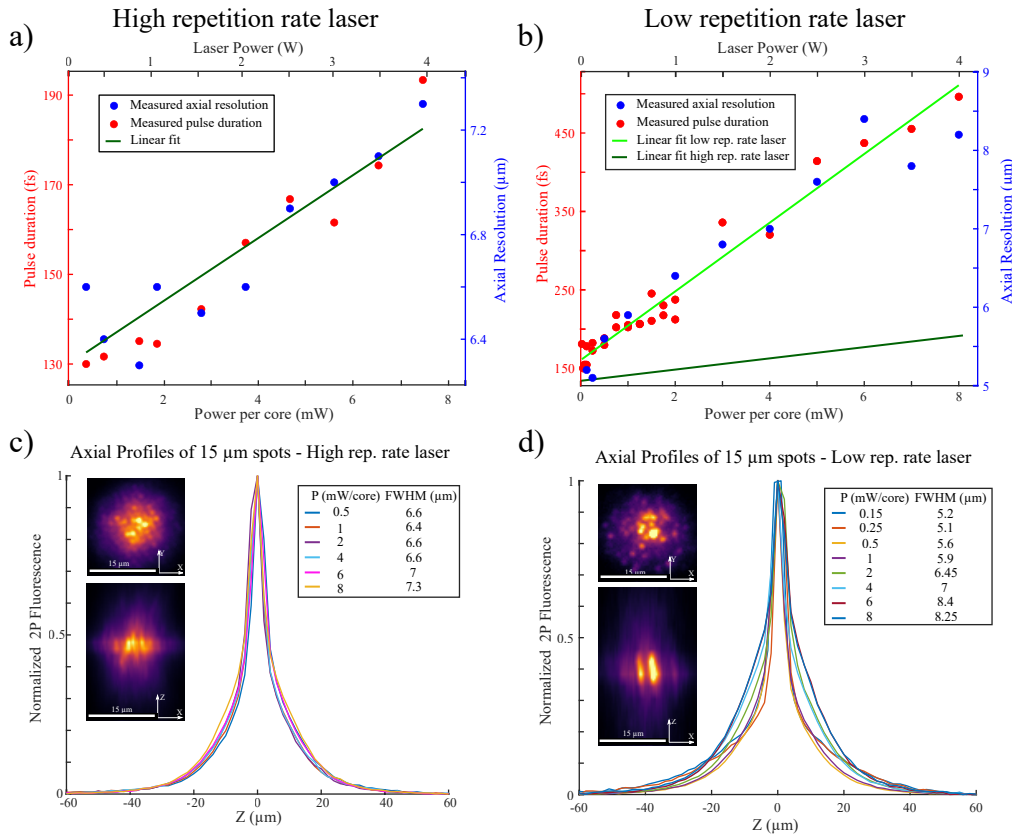 High repetition rate laser
Low repetition rate laser
a)
Laser Power (W)
0 1 2 3 4
190
170
150
130
Pulse duration (fs)
Measured axial resolution
Measured pulse duration
Linear fit
7.2
6.8
6.4
Axial Resolution (µm)
0 2 4 6 8
Power per core (mW)
b)
Laser Power (W)
0 1 2 3 4
450
350
250
150
Pulse duration (fs)
Measured axial resolution
Measured pulse duration
Linear fit low rep. rate laser
Linear fit high rep. rate laser
9
8
7
6
5
Axial Resolution (µm)
0 2 4 6 8
Power per core (mW)
c)
Axial Profiles of 15 µm spots - High rep. rate laser
1
0.5
0
Normalized 2P Fluorescence
15 µm
Y
X
15 µm
Z
X
P (mW/core) FWHM (µm)
0.5 6.6
1 6.4
2 6.6
4 6.6
6 7
8 7.3
-60 -40 -20 0 20 40 60
Z (µm)
d)
Axial Profiles of 15 µm spots - Low rep. rate laser
1
0.5
0
Normalized 2P Fluorescence
15 µm
Y
X
15 µm
Z
X
P (mW/core) FWHM (µm)
0.15 5.2
0.25 5.1
0.5 5.6
1 5.9
2 6.45
4 7
6 8.4
8 8.25
-60 -40 -20 0 20 40 60
Z (µm)